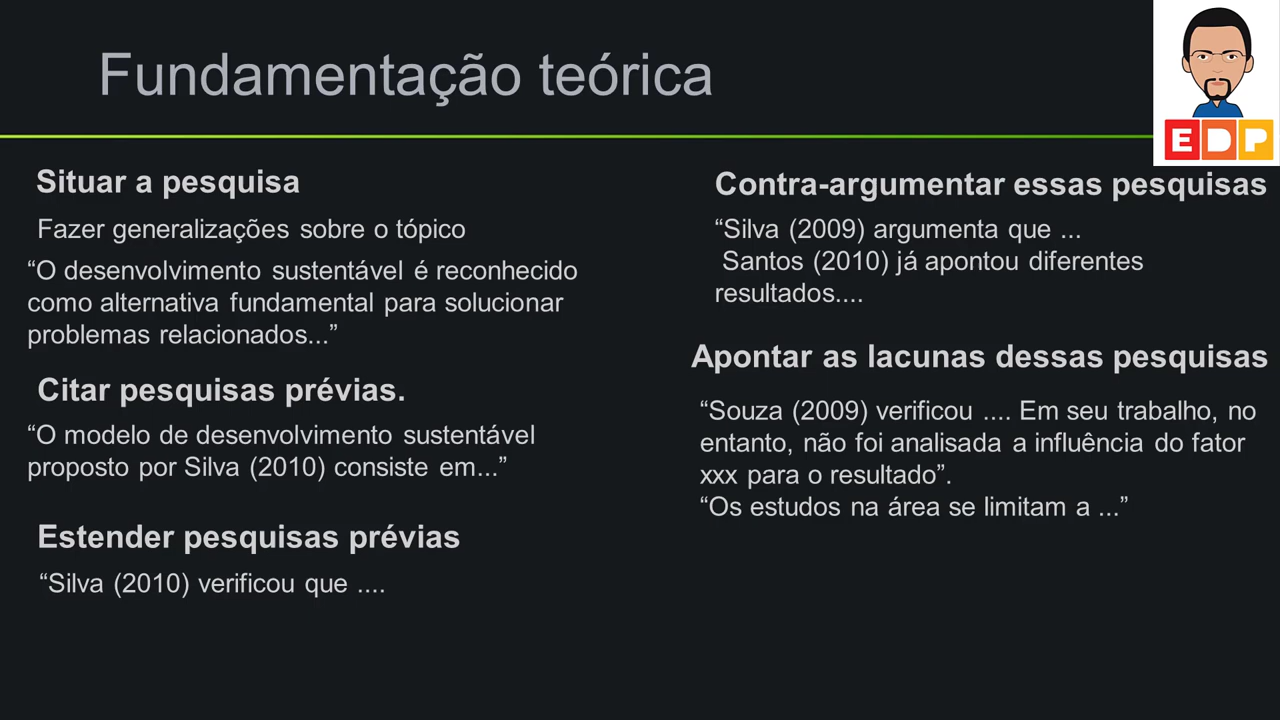 Fundamentação teórica
EDP
Situar a pesquisa
Fazer generalizações sobre o tópico
“O desenvolvimento sustentável é reconhecido
como alternativa fundamental para solucionar
problemas relacionados...”
Citar pesquisas prévias.
“O modelo de desenvolvimento sustentável
proposto por Silva (2010) consiste em...”
Estender pesquisas prévias
“Silva (2010) verificou que ....
Contra-argumentar essas pesquisas
“Silva (2009) argumenta que ...
Santos (2010) já apontou diferentes
resultados....
Apontar as lacunas dessas pesquisas
“Souza (2009) verificou .... Em seu trabalho, no
entanto, não foi analisada a influência do fator
xxx para o resultado”.
“Os estudos na área se limitam a ...”